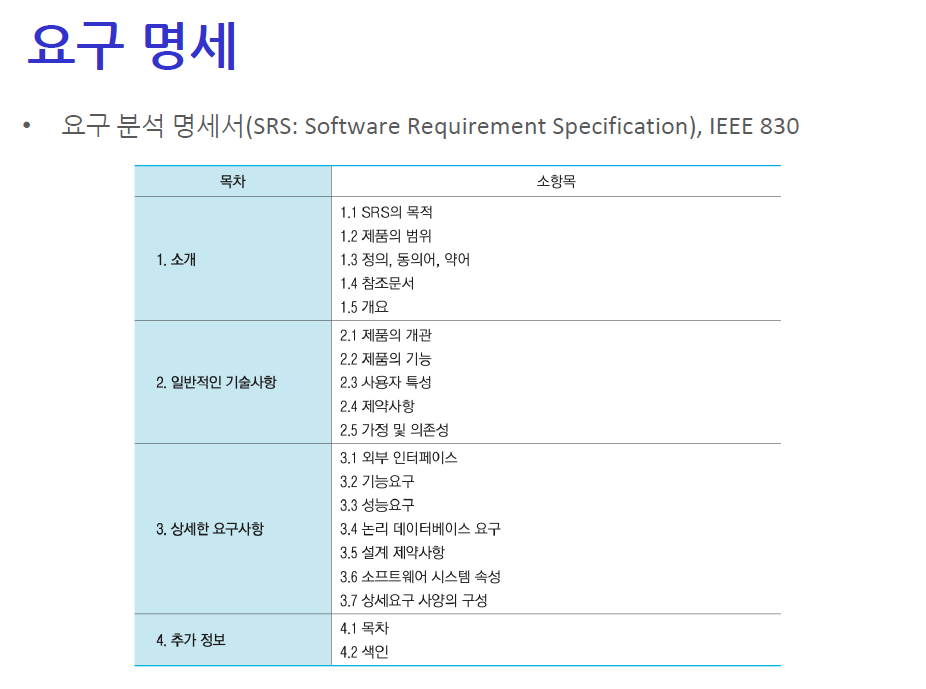 요구 명세
• 요구 분석 명세서(SRS: Software Requirement Specification), IEEE 830
목차 소항목
1. 소개
1.1 SRS의 목적
1.2 제품의 범위
1.3 정의, 동의어, 약어
1.4 참조문서
1.5 개요
2. 일반적인 기술사항
2.1 제품의 개관
2.2 제품의 기능
2.3 사용자 특성
2.4 제약사항
2.5 가정 및 의존성
3. 상세한 요구사항
3.1 외부 인터페이스
3.2 기능요구
3.3 성능요구
3.4 논리 데이터베이스 요구
3.5 설계 제약사항
3.6 소프트웨어 시스템 속성
3.7 상세요구 사양의 구성
4. 추가 정보
4.1 목차
4.2 색인